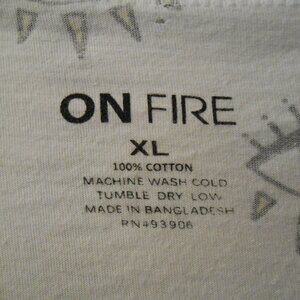 ON FIRE
XL
100% COTTON
MACHINE WASH COLD
TUMBLE DRY LOW
MADE IN BANGLADESH
RN#93906